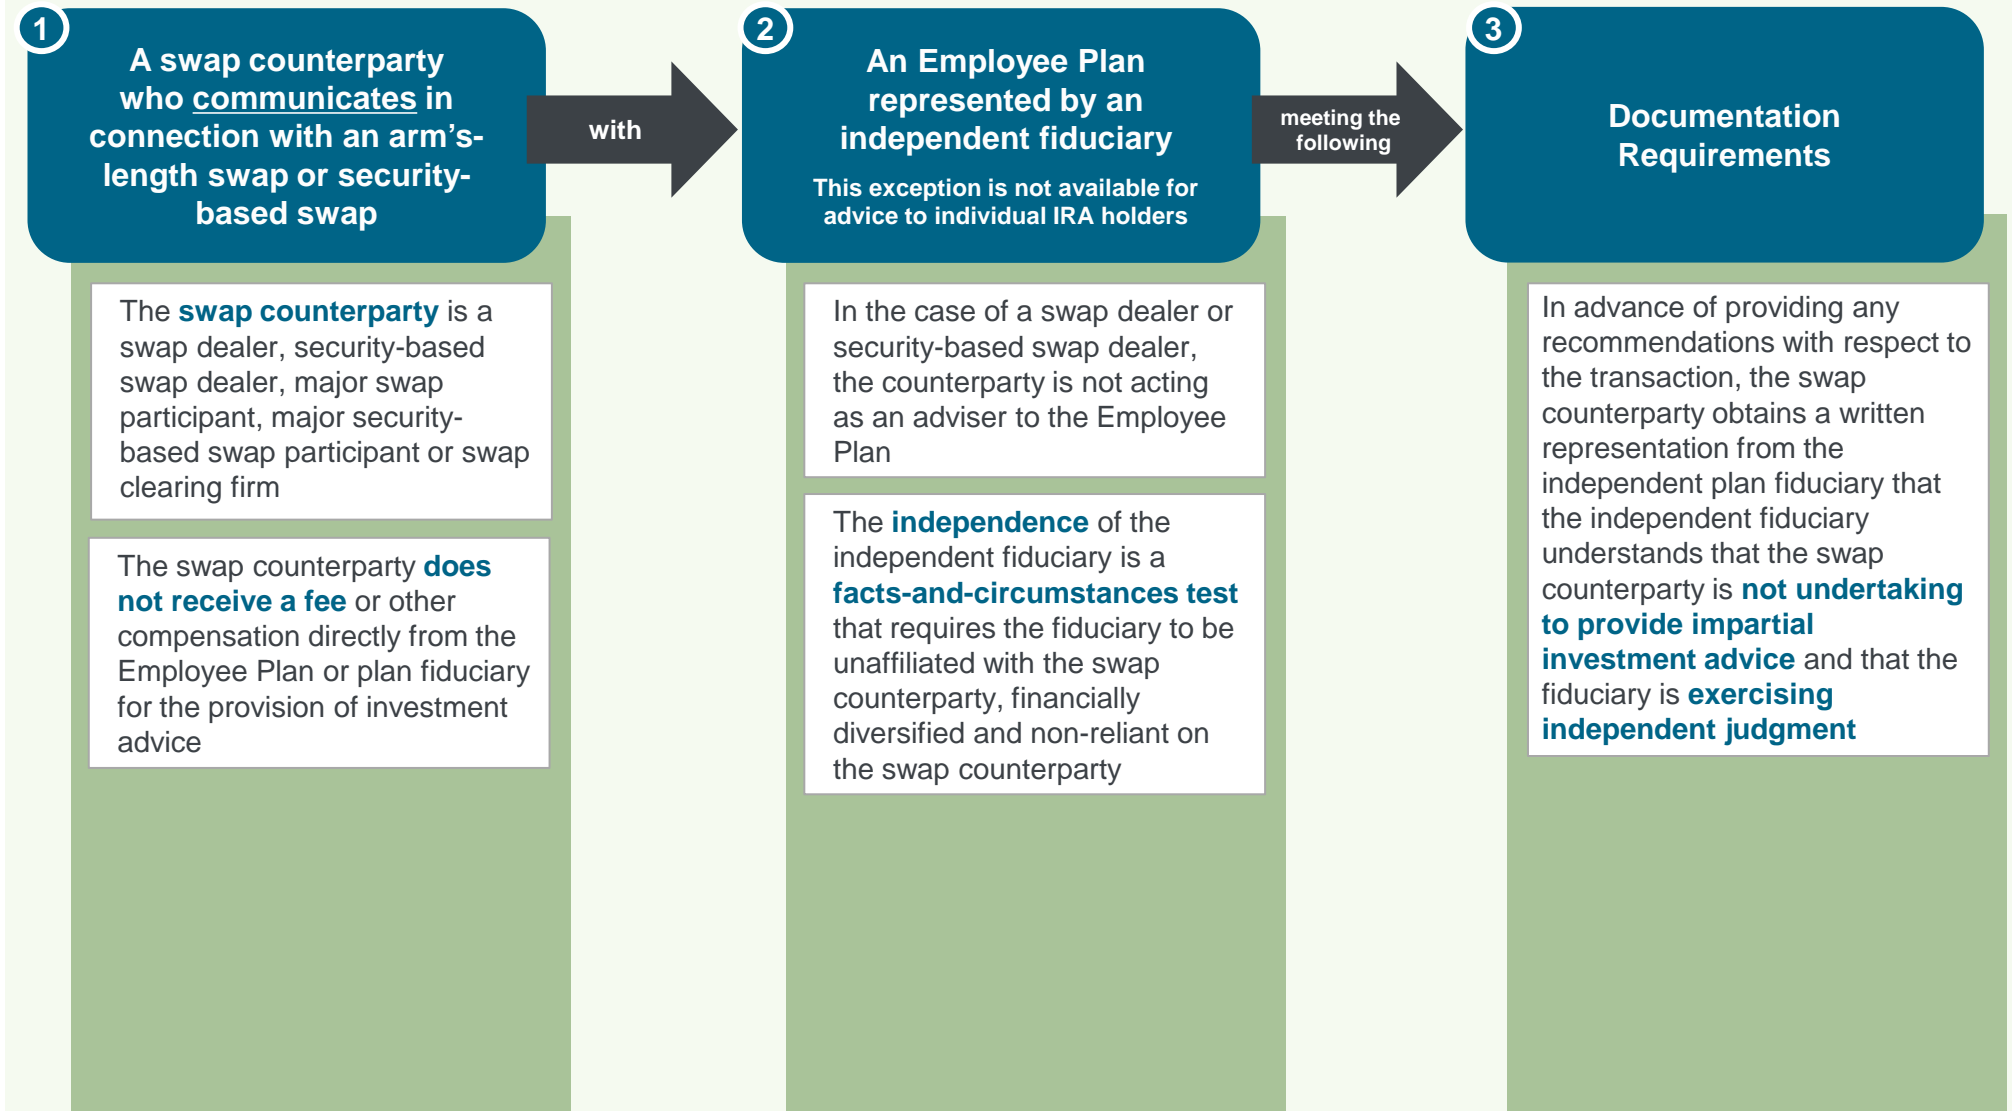 1
A swap counterparty
who communicates in
connection with an arm’s-
length swap or security-
based swap
The swap counterparty is a
swap dealer, security-based
swap dealer, major swap
participant, major security-
based swap participant or swap
clearing firm
The swap counterparty does
not receive a fee or other
compensation directly from the
Employee Plan or plan fiduciary
for the provision of investment
advice
with
2
An Employee Plan
represented by an
independent fiduciary
This exception is not available for
advice to individual IRA holders
In the case of a swap dealer or
security-based swap dealer,
the counterparty is not acting
as an adviser to the Employee
Plan
The independence of the
independent fiduciary is a
facts-and-circumstances test
that requires the fiduciary to be
unaffiliated with the swap
counterparty, financially
diversified and non-reliant on
the swap counterparty
meeting the
following
3
Documentation
Requirements
In advance of providing any
recommendations with respect to
the transaction, the swap
counterparty obtains a written
representation from the
independent plan fiduciary that
the independent fiduciary
understands that the swap
counterparty is not undertaking
to provide impartial
investment advice and that the
fiduciary is exercising
independent judgment